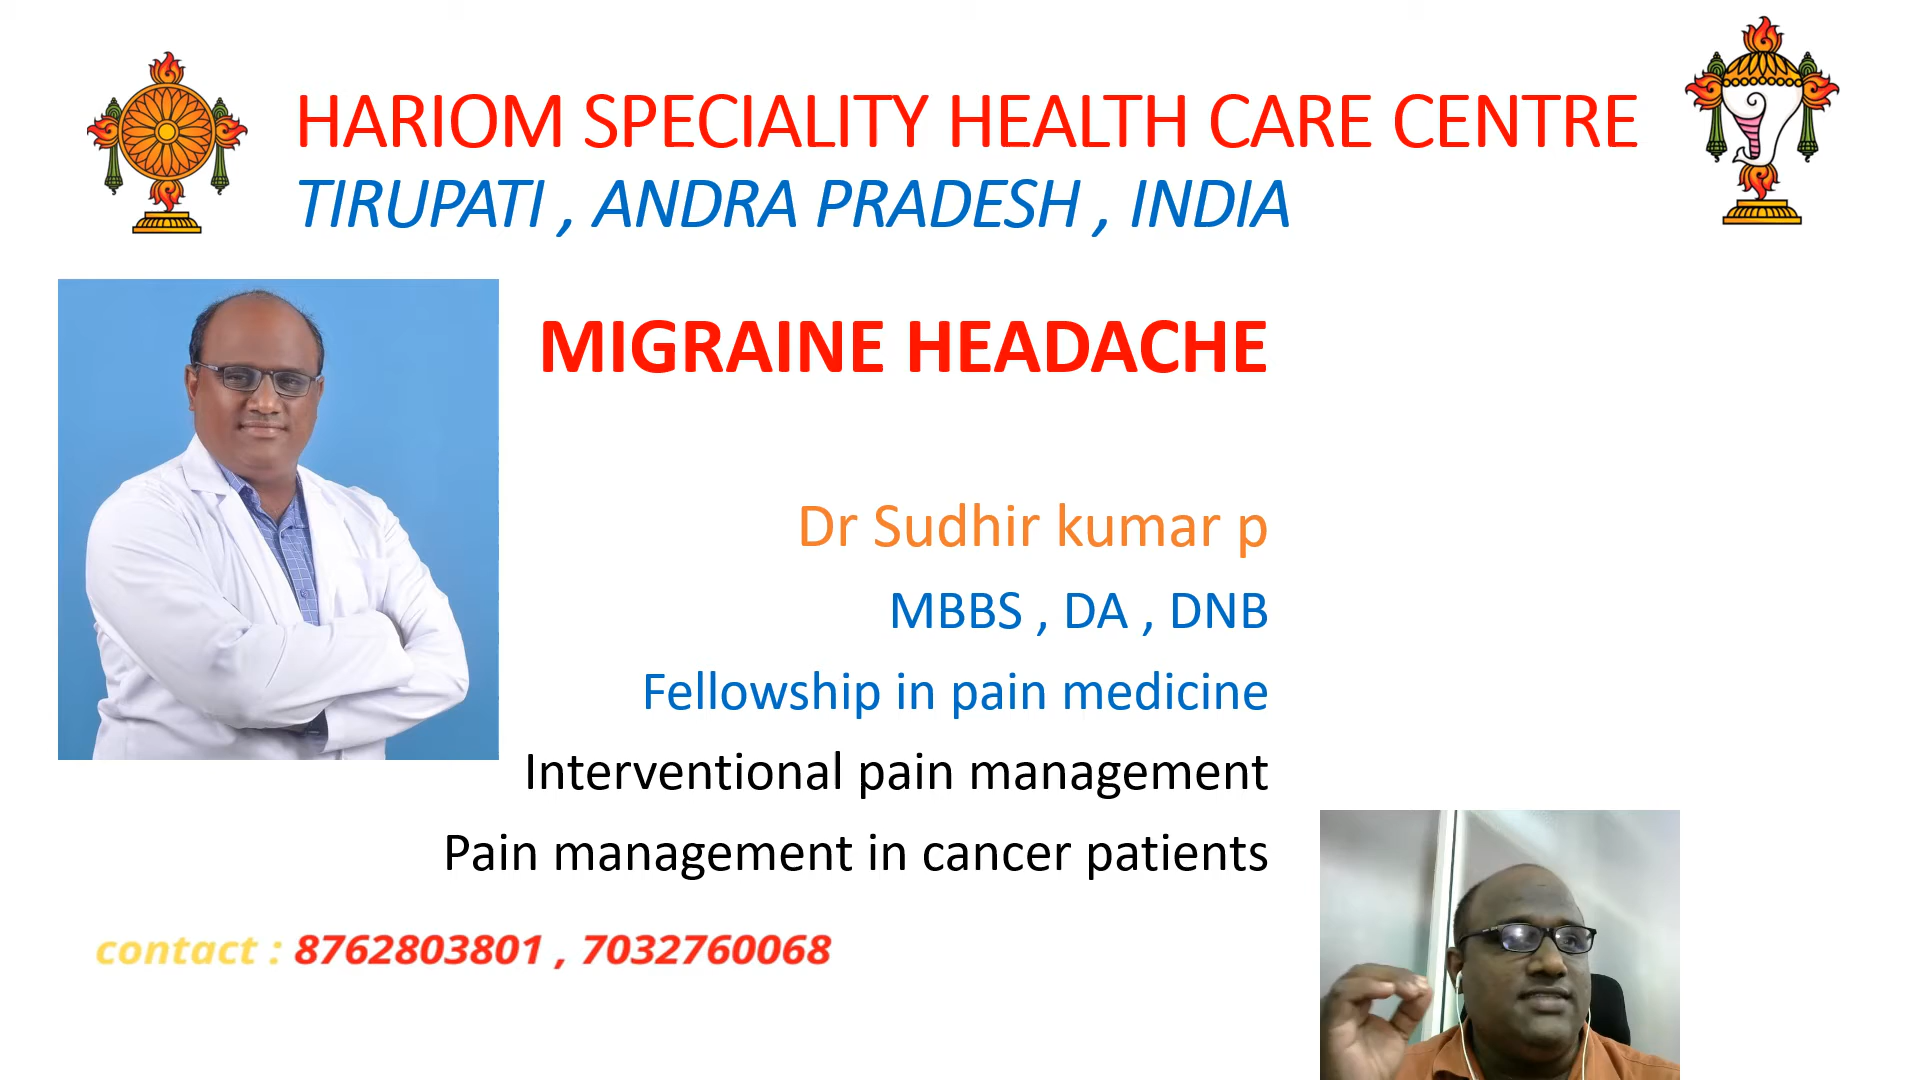 HARIOM SPECIALITY HEALTH CARE CENTRE
TIRUPATI , ANDRA PRADESH , INDIA
MIGRAINE HEADACHE
Dr Sudhir kumar p
MBBS , DA , DNB
Fellowship in pain medicine
Interventional pain management
Pain management in cancer patients
contact : 8762803801 , 7032760068